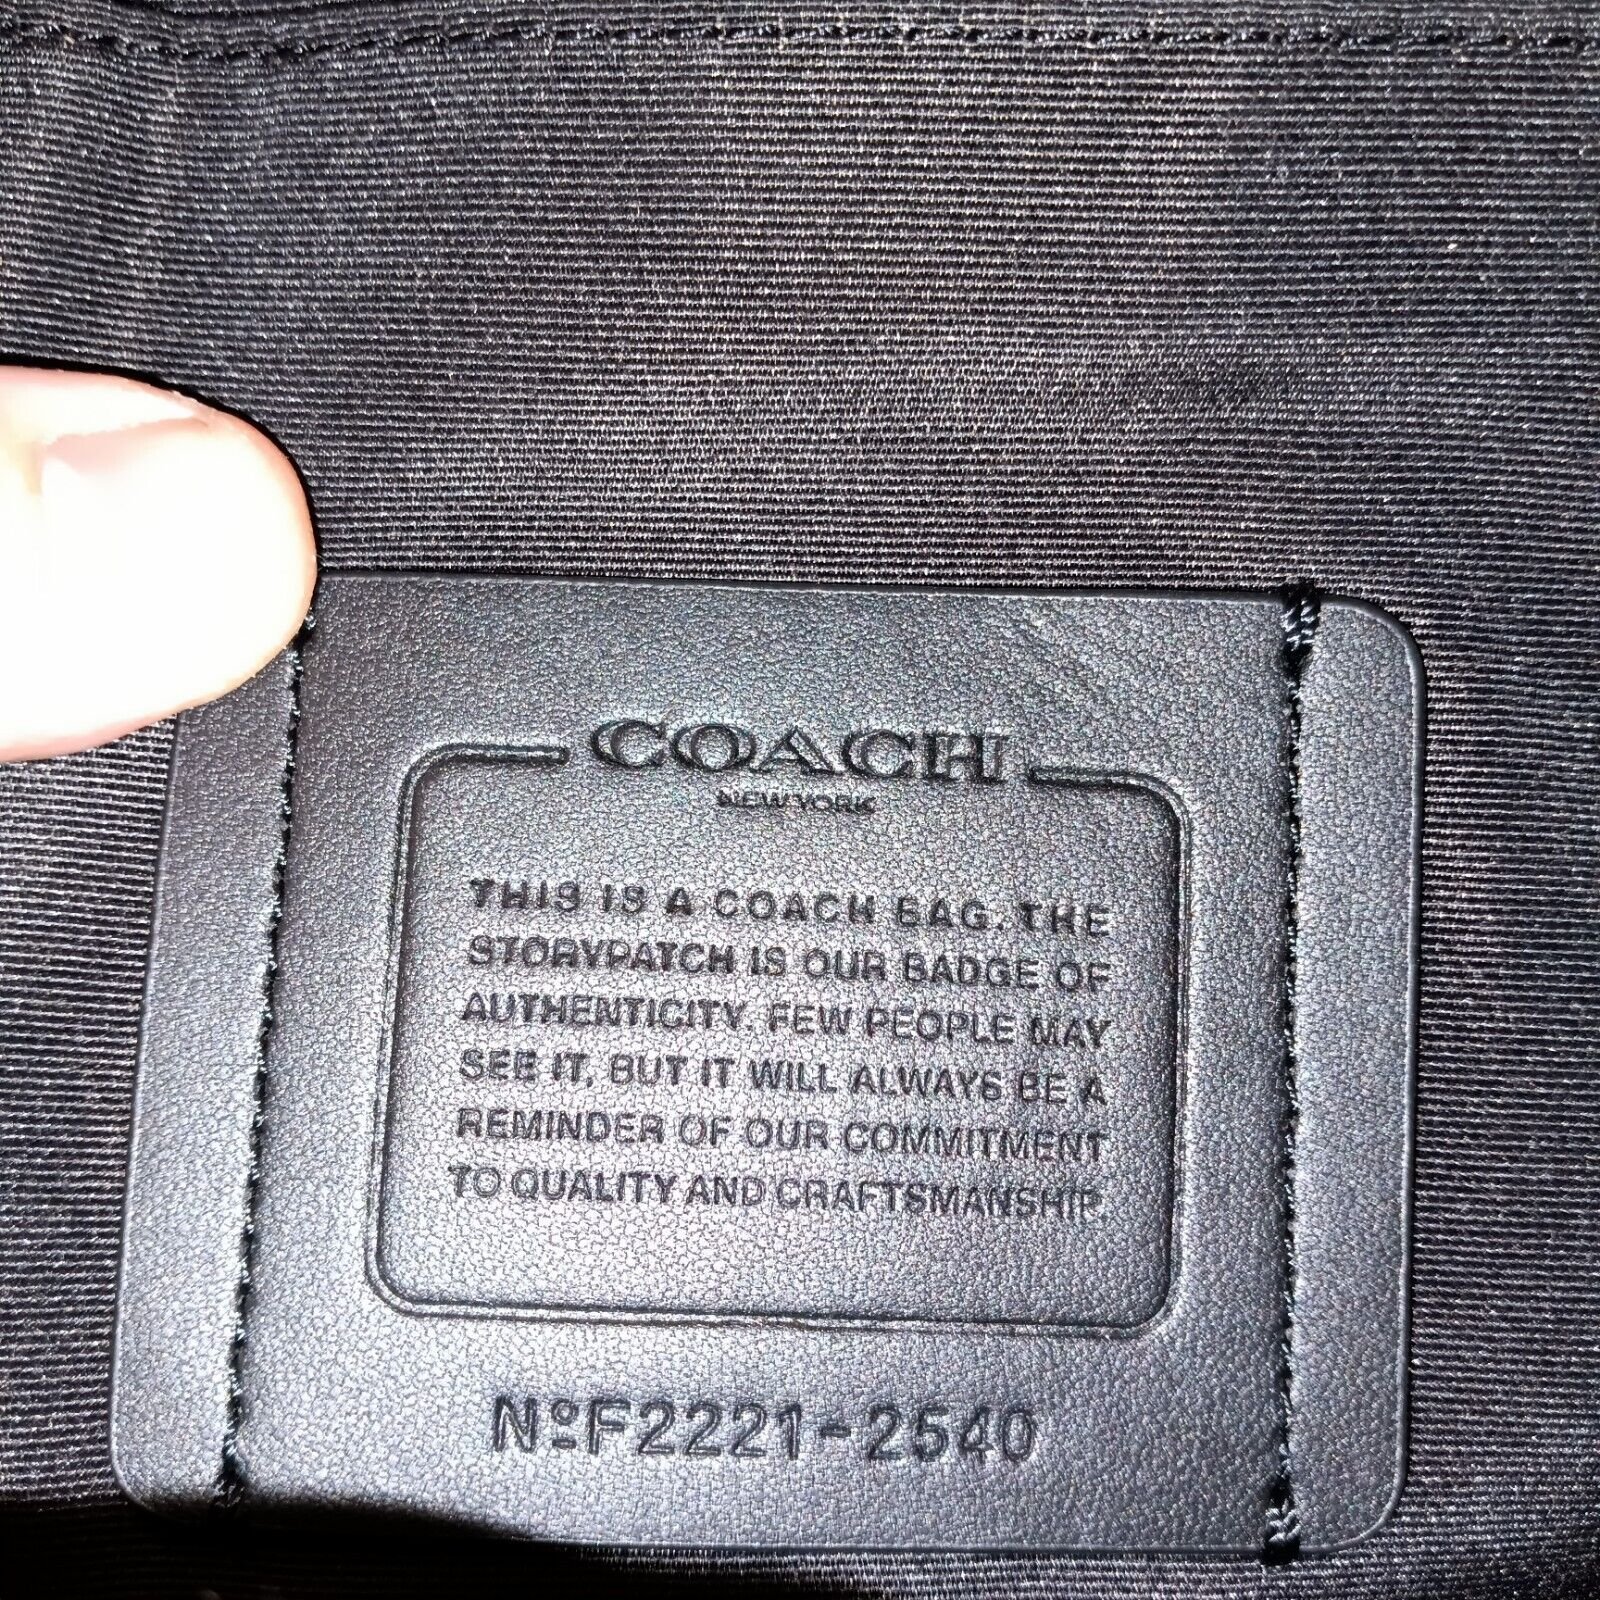 COACH
NEW YORK
THIS IS A COACH BAG. THE
STORYPATCH IS OUR BADGE OF
AUTHENTICITY. FEW PEOPLE MAY
SEE IT, BUT IT WILL ALWAYS BE A
REMINDER OF OUR COMMITMENT
TO QUALITY AND CRAFTSMANSHIP.
NºF2221-2540